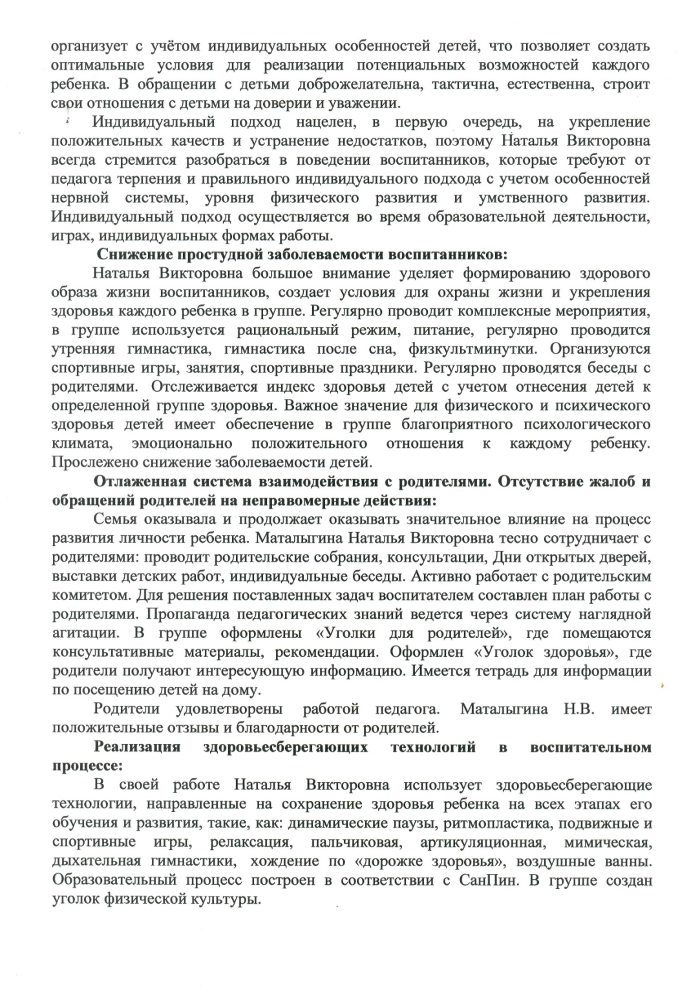 организует с учётом индивидуальных особенностей детей, что позволяет создать
оптимальные условия для реализации потенциальных возможностей каждого
ребенка. В обращении с детьми доброжелательна, тактична, естественна, строит
свои отношения с детьми на доверии и уважении.
Индивидуальный подход нацелен, в первую очередь, на укрепление
положительных качеств и устранение недостатков, поэтому Наталья Викторовна
всегда стремится разобраться в поведении воспитанников, которые требуют от
педагога терпения и правильного индивидуального подхода с учетом особенностей
нервной системы, уровня физического развития и умственного развития.
Индивидуальный подход осуществляется во время образовательной деятельности,
играх, индивидуальных формах работы.
Снижение простудной заболеваемости воспитанников:
Наталья Викторовна большое внимание уделяет формированию здорового
образа жизни воспитанников, создает условия для охраны жизни и укрепления
здоровья каждого ребенка в группе. Регулярно проводит комплексные мероприятия,
в группе используется рациональный режим, питание, регулярно проводится
утренняя гимнастика, гимнастика после сна, физкультминутки. Организуются
спортивные игры, занятия, спортивные праздники. Регулярно проводятся беседы с
родителями. Отслеживается индекс здоровья детей с учетом отнесения детей к
определенной группе здоровья. Важное значение для физического и психического
здоровья детей имеет обеспечение в группе благоприятного психологического
климата, эмоционально положительного отношения к каждому ребенку.
Прослежено снижение заболеваемости детей.
Отлаженная система взаимодействия с родителями. Отсутствие жалоб и
обращений родителей на неправомерные действия:
Семья оказывала и продолжает оказывать значительное влияние на процесс
развития личности ребенка. Маталыгина Наталья Викторовна тесно сотрудничает с
родителями: проводит родительские собрания, консультации, Дни открытых дверей,
выставки детских работ, индивидуальные беседы. Активно работает с родительским
комитетом. Для решения поставленных задач воспитателем составлен план работы с
родителями. Пропаганда педагогических знаний ведется через систему наглядной
агитации. В группе оформлены «Уголки для родителей», где помещаются
консультативные материалы, рекомендации. Оформлен «Уголок здоровья», где
родители получают интересующую информацию. Имеется тетрадь для информации
по посещению детей на дому.
Родители удовлетворены работой педагога. Маталыгина Н.В. имеет
положительные отзывы и благодарности от родителей.
Реализация здоровьесберегающих технологий в воспитательном
процессе:
В своей работе Наталья Викторовна использует здоровьесберегающие
технологии, направленные на сохранение здоровья ребенка на всех этапах его
обучения и развития, такие, как: динамические паузы, ритмопластика, подвижные и
спортивные игры, релаксация, пальчиковая, артикуляционная, мимическая,
дыхательная гимнастики, хождение по «дорожке здоровья», воздушные ванны.
Образовательный процесс построен в соответствии с СанПин. В группе создан
уголок физической культуры.